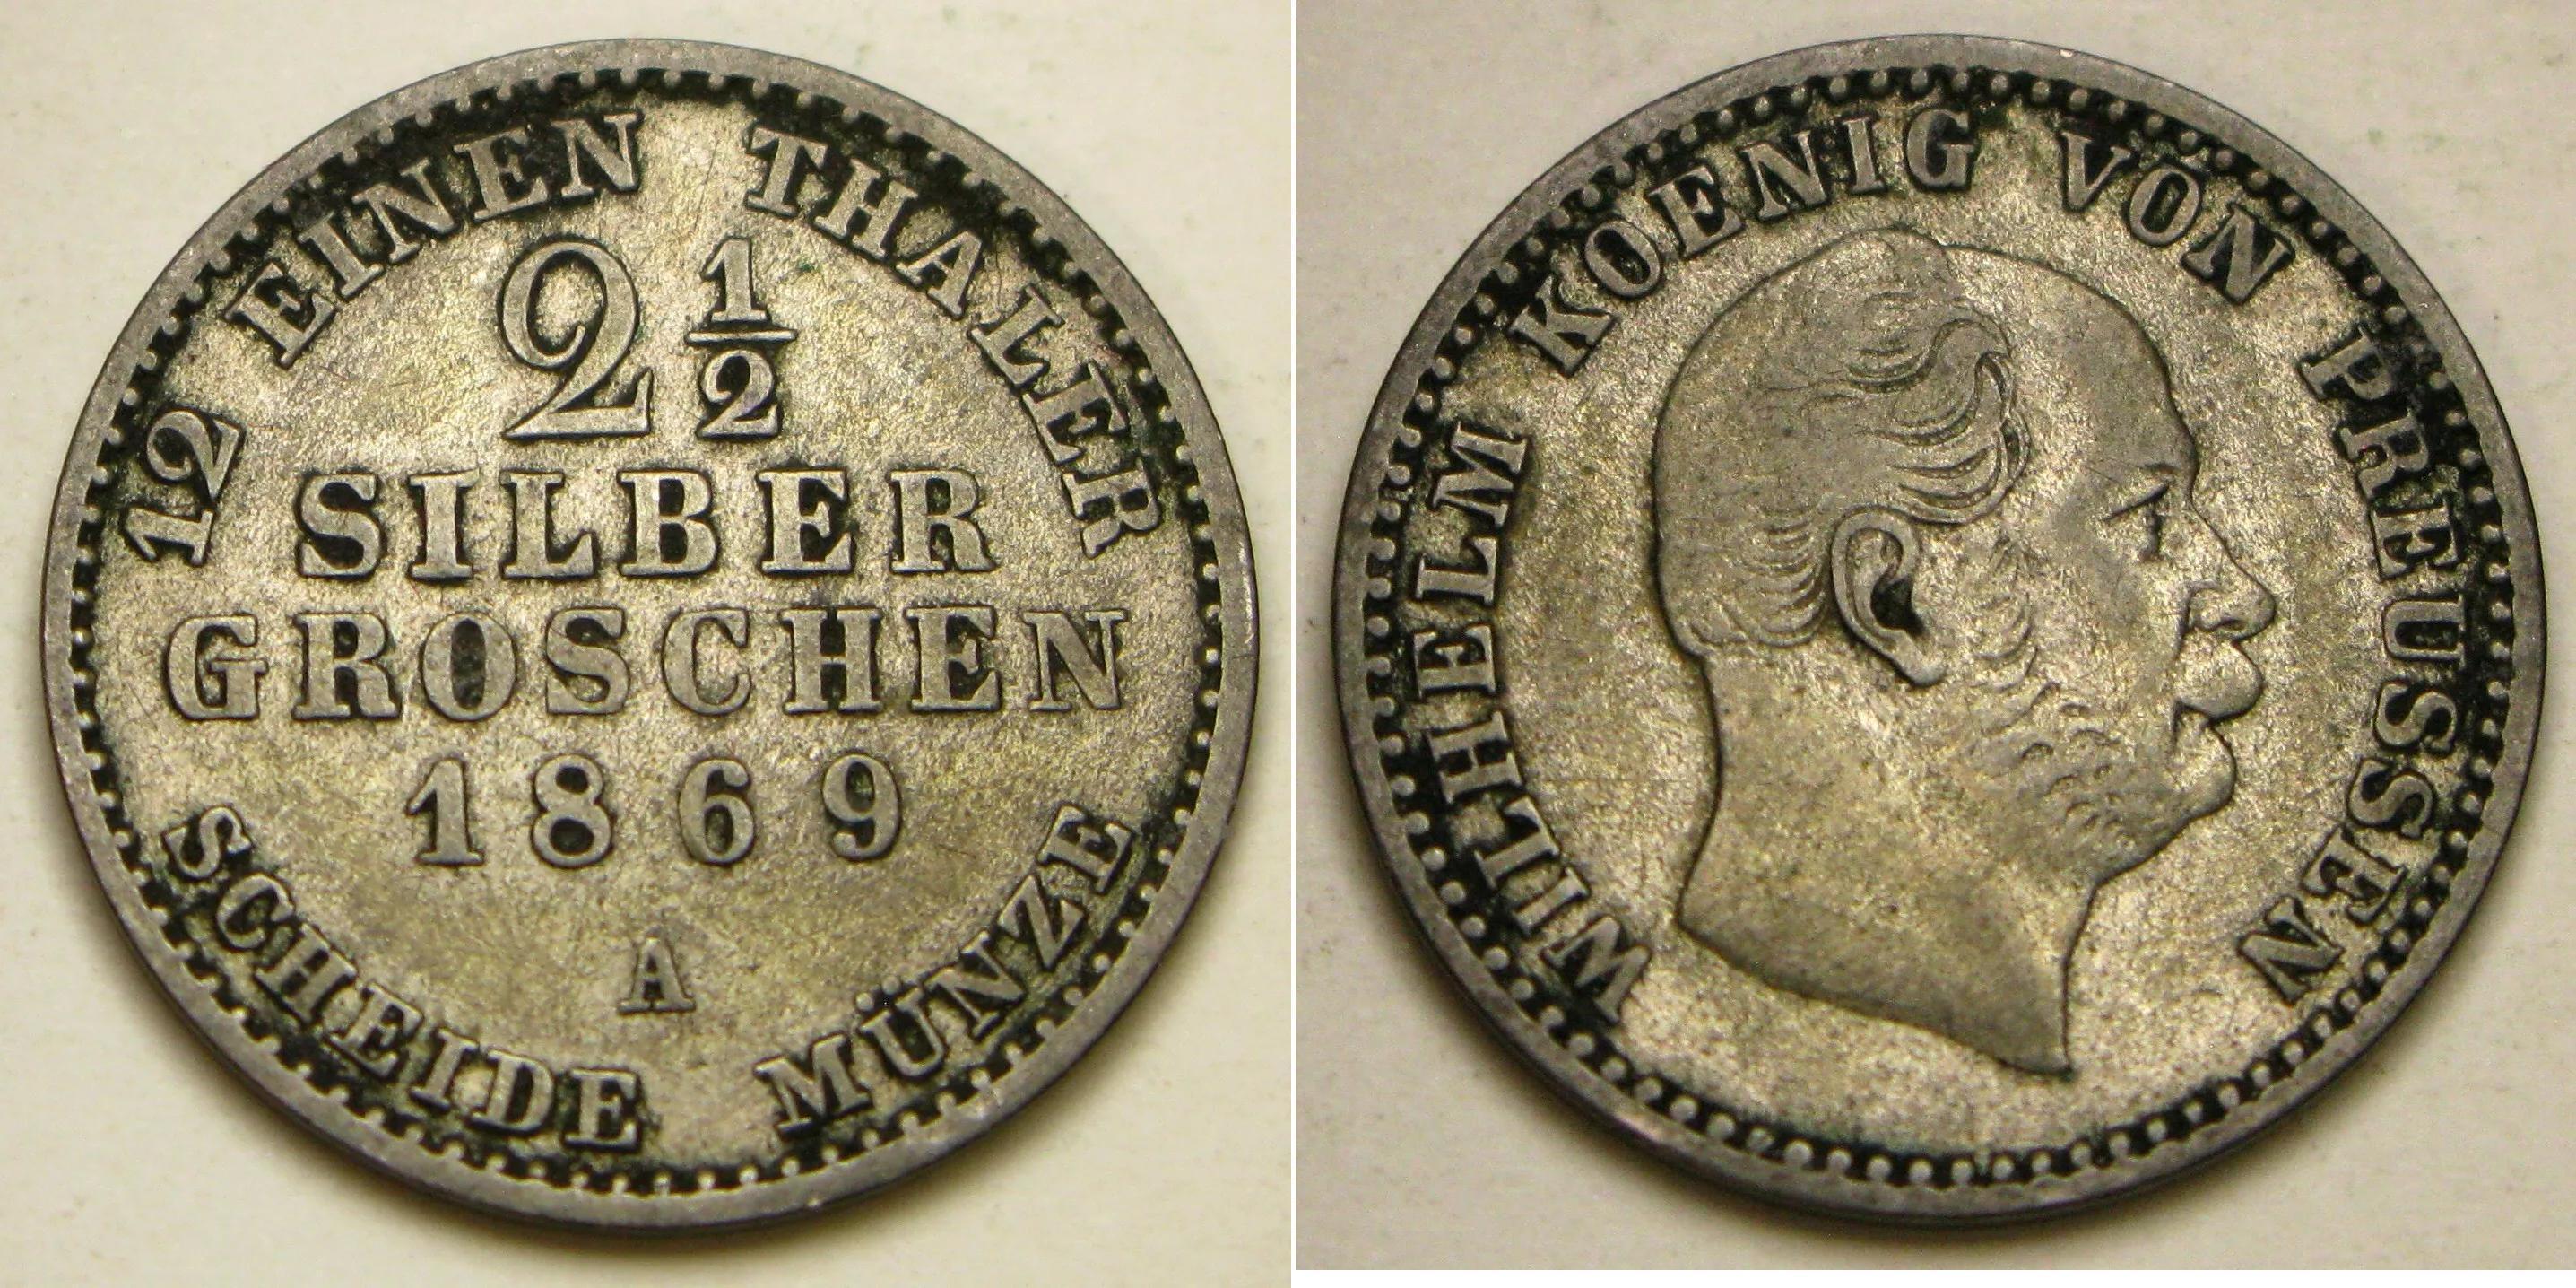 12 EINEN THALER
2 1/2
SILBER
GROSCHEN
1869
A
SCHEIDE MÜNZE
WILHELM KOENIG VON PREUSSEN